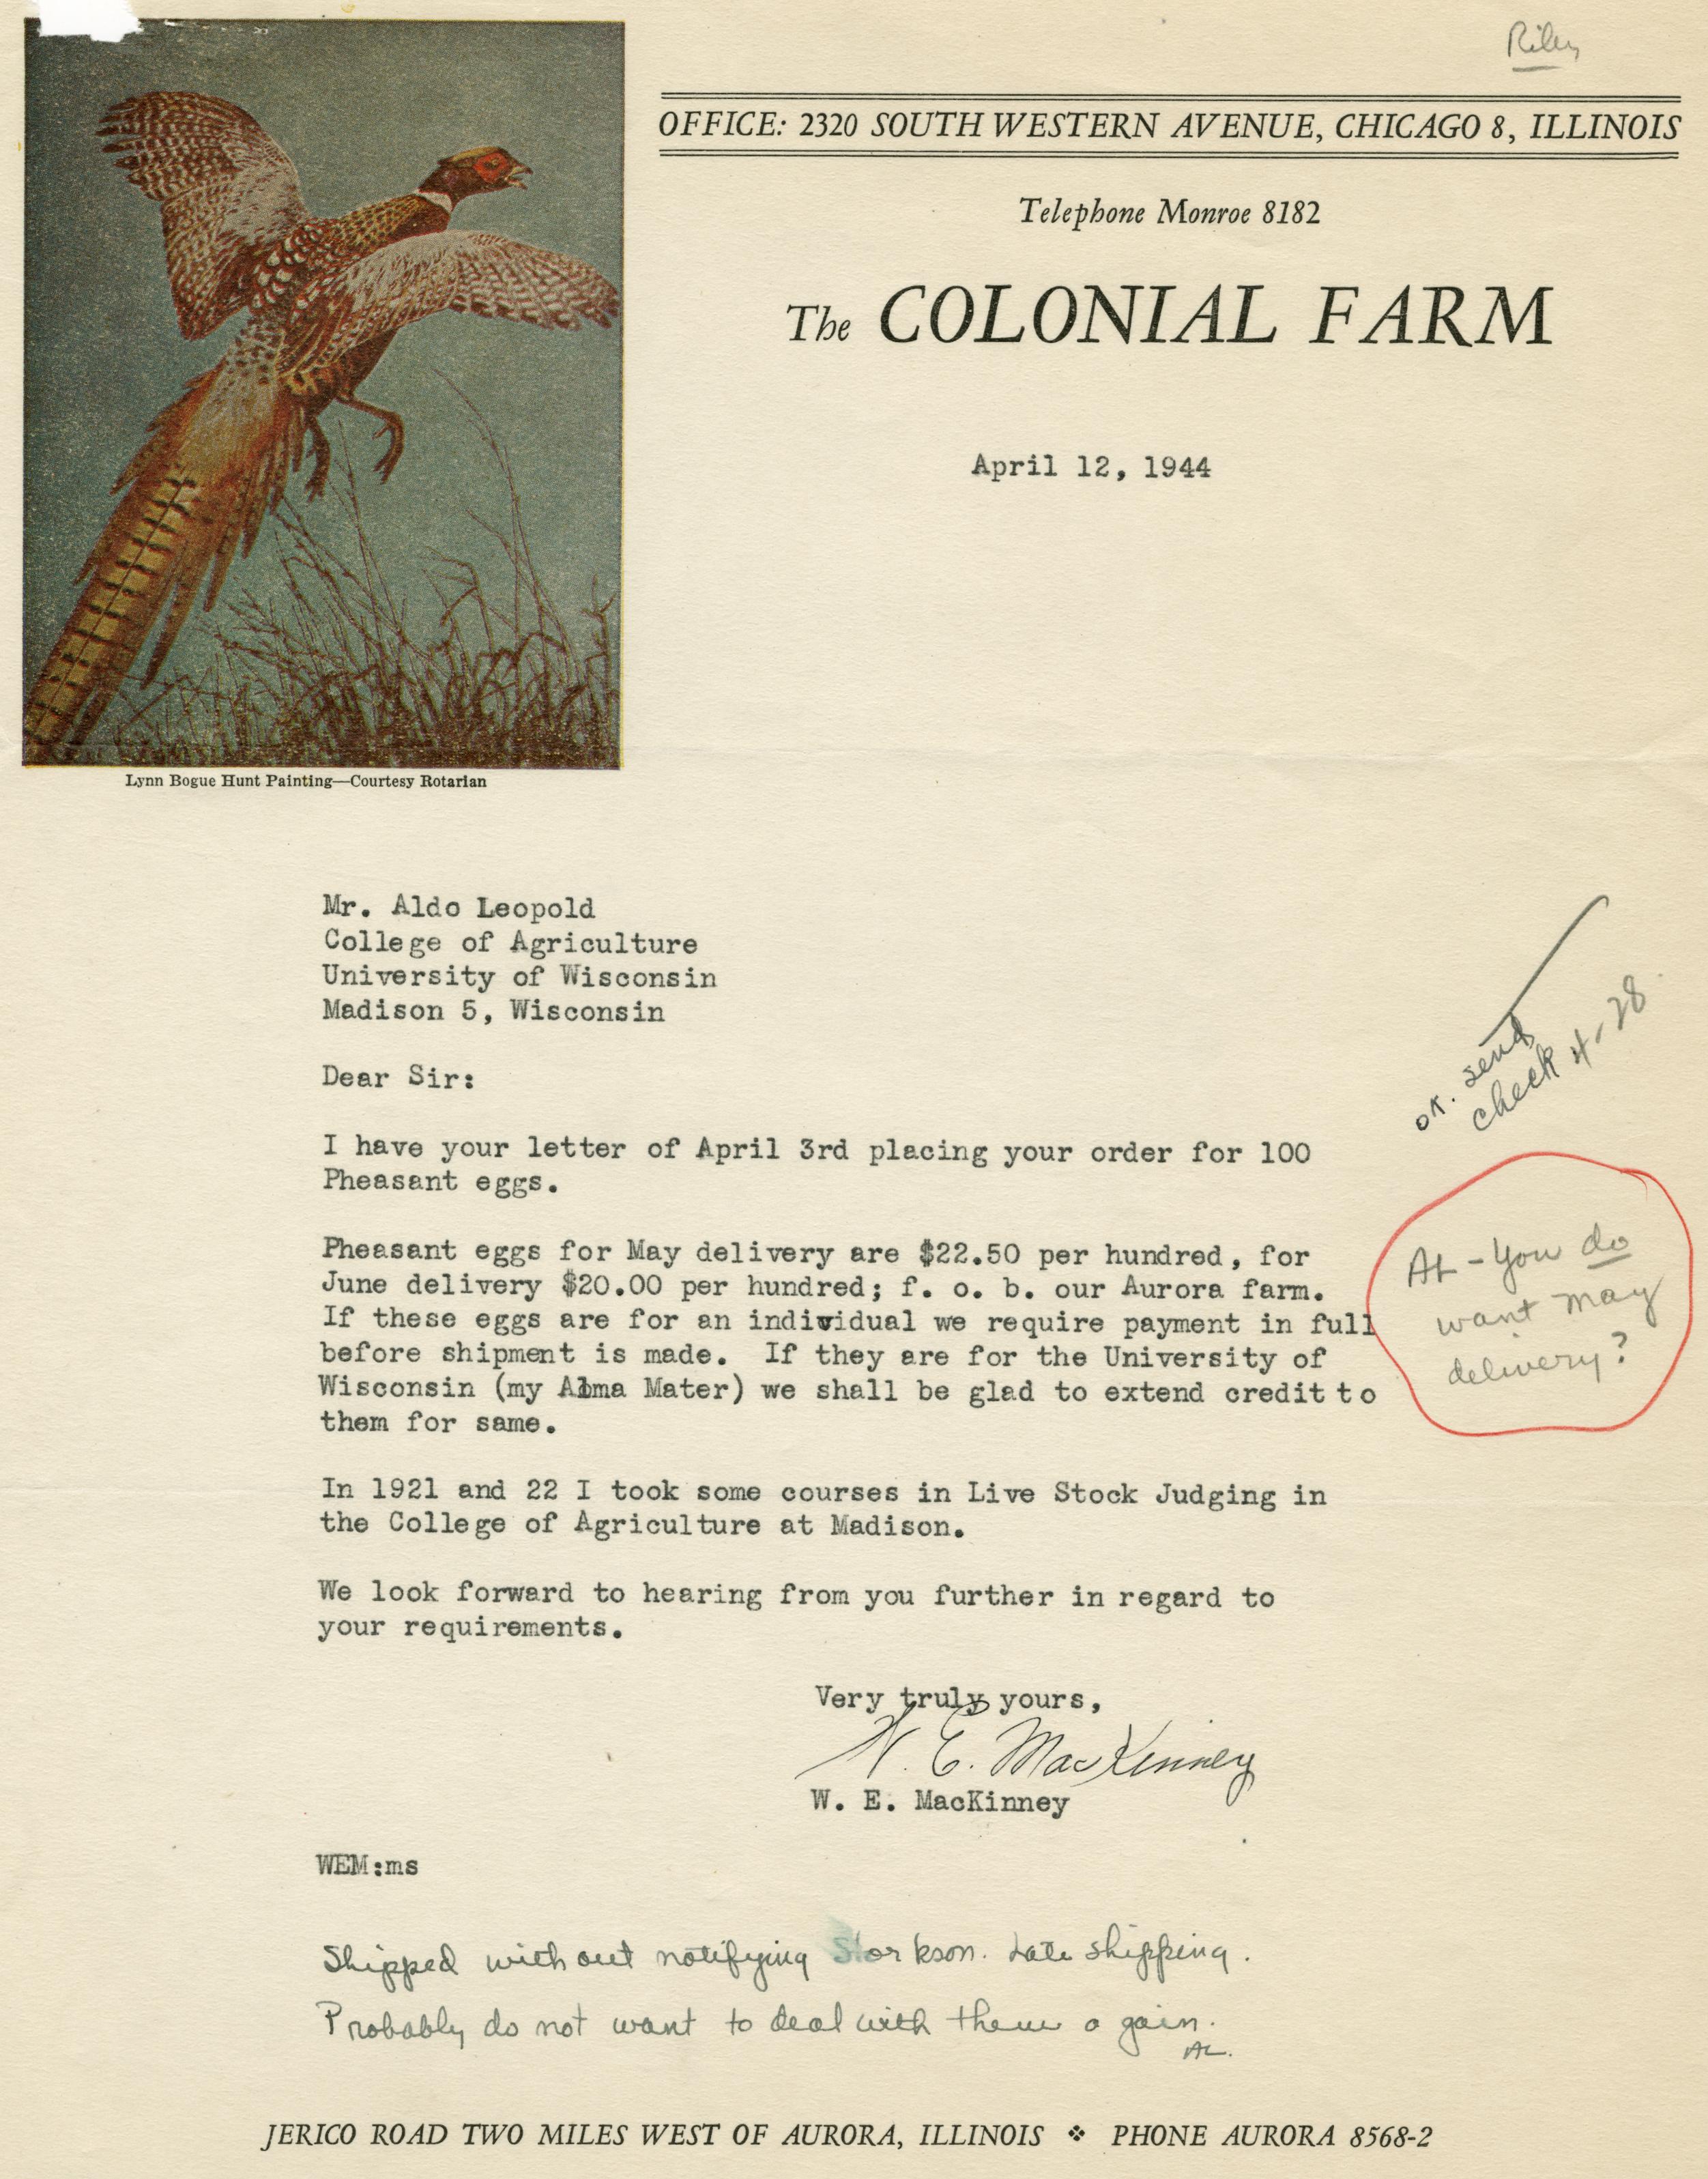 Riley
OFFICE: 2320 SOUTH WESTERN AVENUE, CHICAGO 8, ILLINOIS
Telephone Monroe 8182
The COLONIAL FARM
April 12, 1944
Lynn Bogue Hunt Painting—Courtesy Rotarian
Mr. Aldo Leopold
College of Agriculture
University of Wisconsin
Madison 5, Wisconsin
ok. send
check 4-28
Dear Sir:
I have your letter of April 3rd placing your order for 100
Pheasant eggs.
Pheasant eggs for May delivery are $22.50 per hundred, for
June delivery $20.00 per hundred; f. o. b. our Aurora farm.
If these eggs are for an individual we require payment in full
before shipment is made. If they are for the University of
Wisconsin (my Alma Mater) we shall be glad to extend credit to
them for same.
AL - You do
want May
delivery?
In 1921 and 22 I took some courses in Live Stock Judging in
the College of Agriculture at Madison.
We look forward to hearing from you further in regard to
your requirements.
Very truly yours,
W. E. MacKinney
W. E. MacKinney
WEM:ms
Shipped without notifying Storkson. Late shipping.
Probably do not want to deal with them again.
AL.
JERICO ROAD TWO MILES WEST OF AURORA, ILLINOIS ❖ PHONE AURORA 8568-2